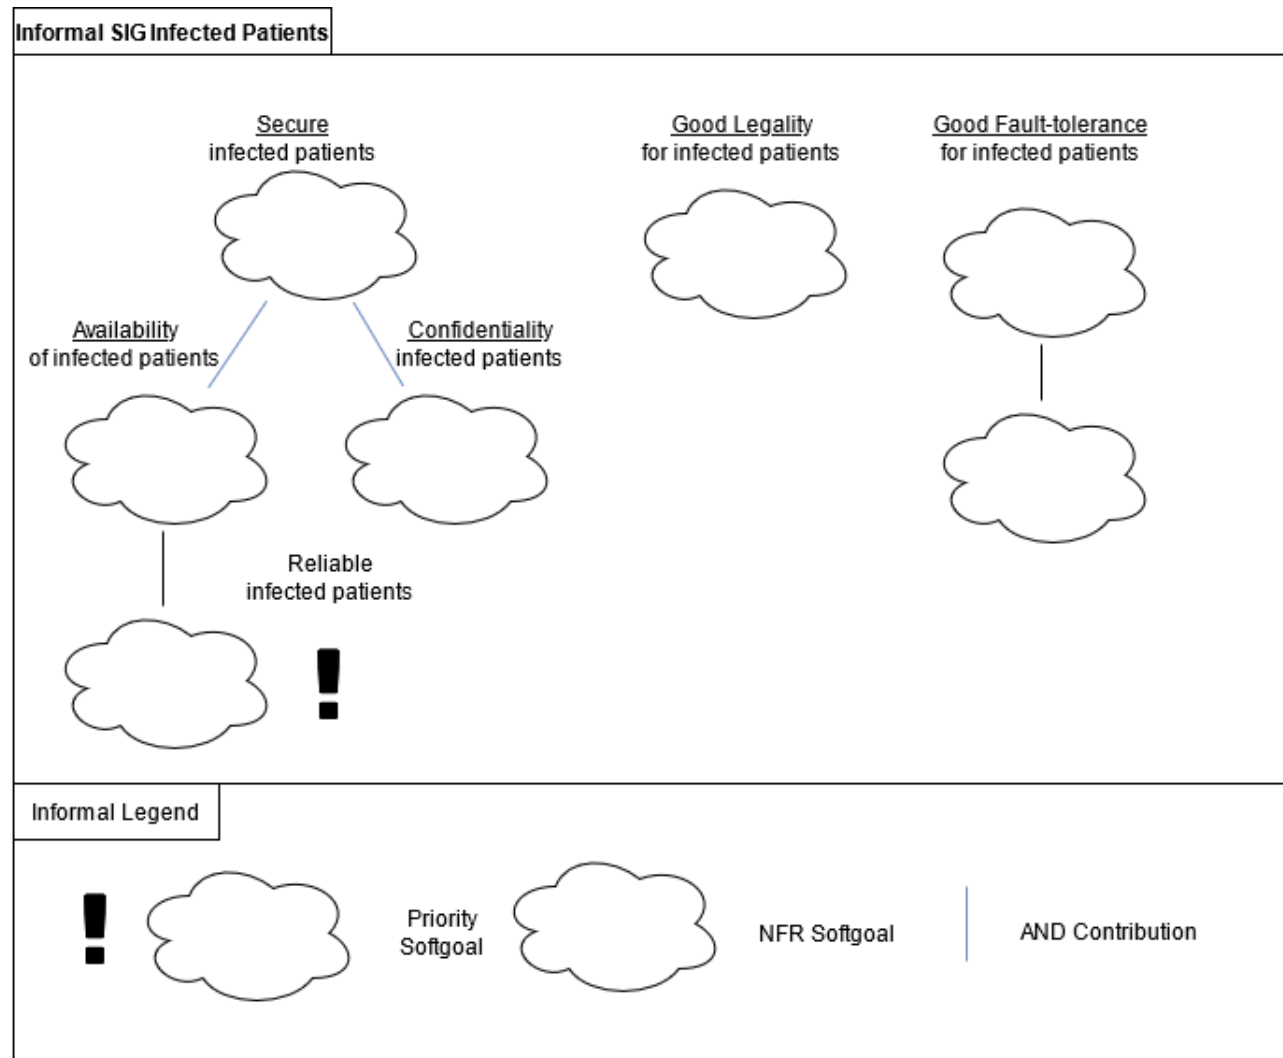 Informal SIG Infected Patients
Secure
infected patients
Good Legality
for infected patients
Good Fault-tolerance
for infected patients
Availability
of infected patients
Confidentiality
infected patients
Reliable
infected patients
!
Informal Legend
!
Priority
Softgoal
NFR Softgoal
AND Contribution